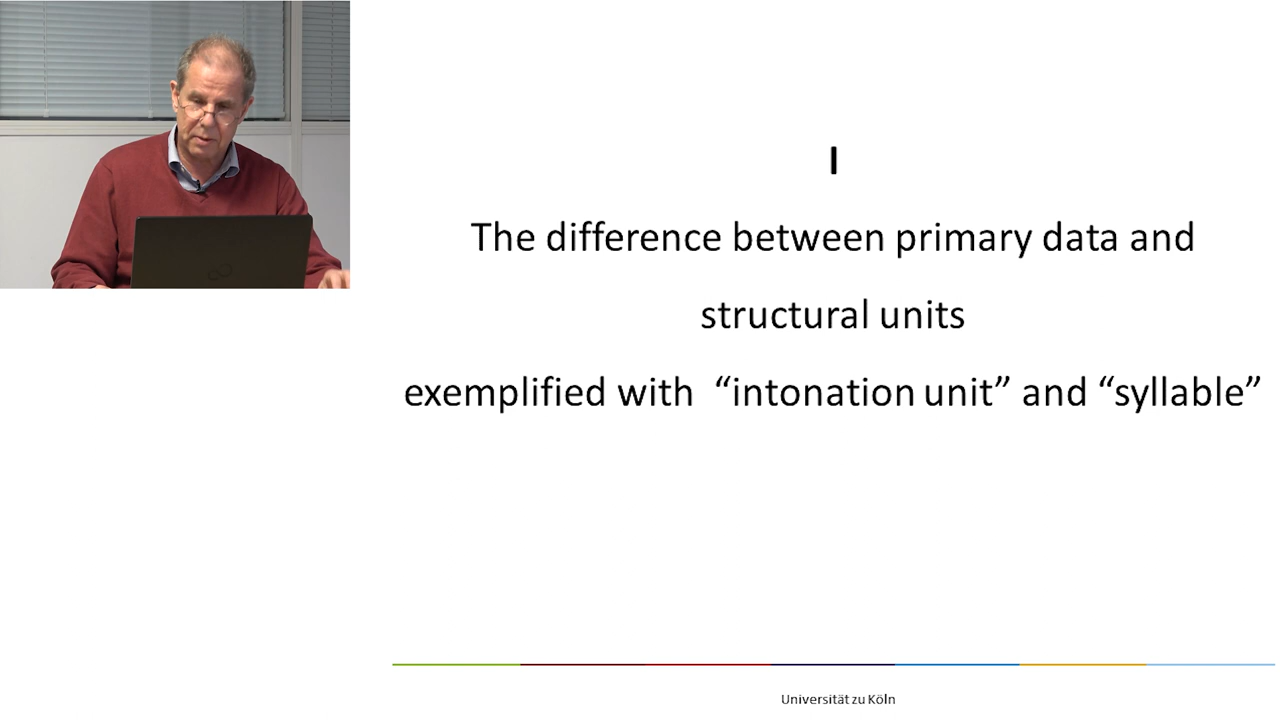 I
The difference between primary data and
structural units
exemplified with “intonation unit” and “syllable”
Universität zu Köln